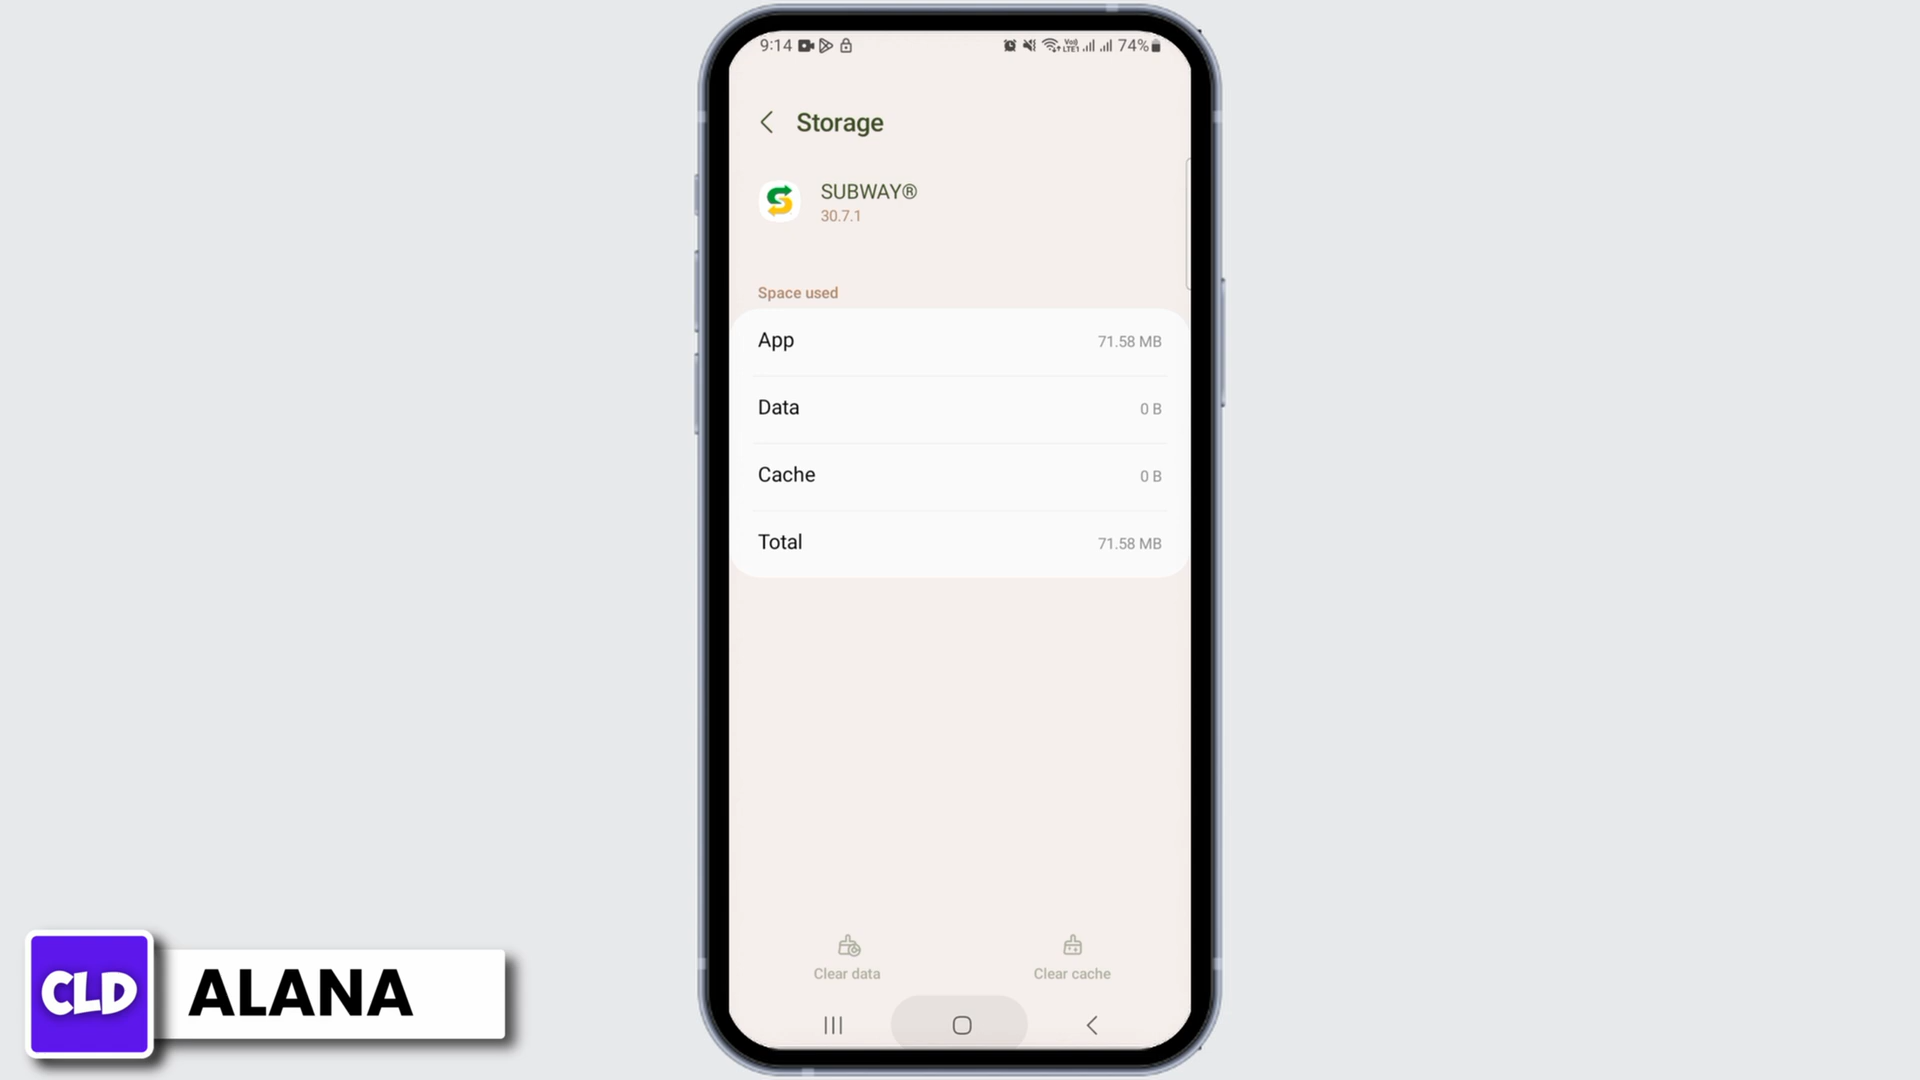 9:14
74%
Storage
SUBWAY®
30.7.1
Space used
App 71.58 MB
Data 0 B
Cache 0 B
Total 71.58 MB
Clear data Clear cache
CLD ALANA